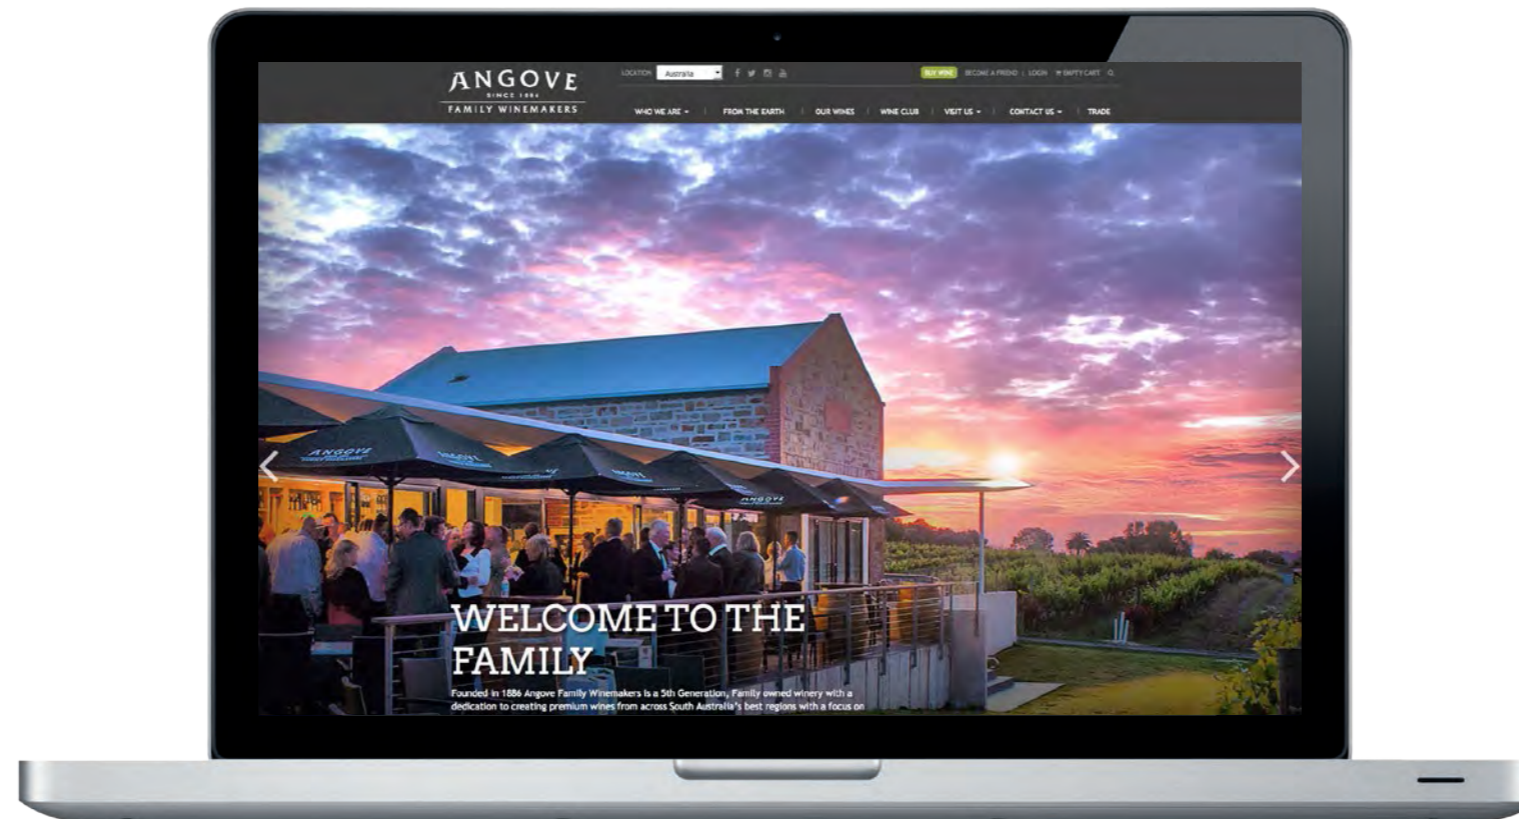 ANGOVE
SINCE 1886
FAMILY WINEMAKERS
LOCATION Australia
BUY WINE BECOME A FRIEND | LOGIN EMPTY CART
WHO WE ARE | FROM THE EARTH | OUR WINES | WINE CLUB | VISIT US | CONTACT US | TRADE
ANGOVE
ANGOVE
ANGOVE
ANGOVE
WELCOME TO THE
FAMILY
Founded in 1886 Angove Family Winemakers is a 5th Generation, Family owned winery with a
dedication to creating premium wines from across South Australia's best regions with a focus on